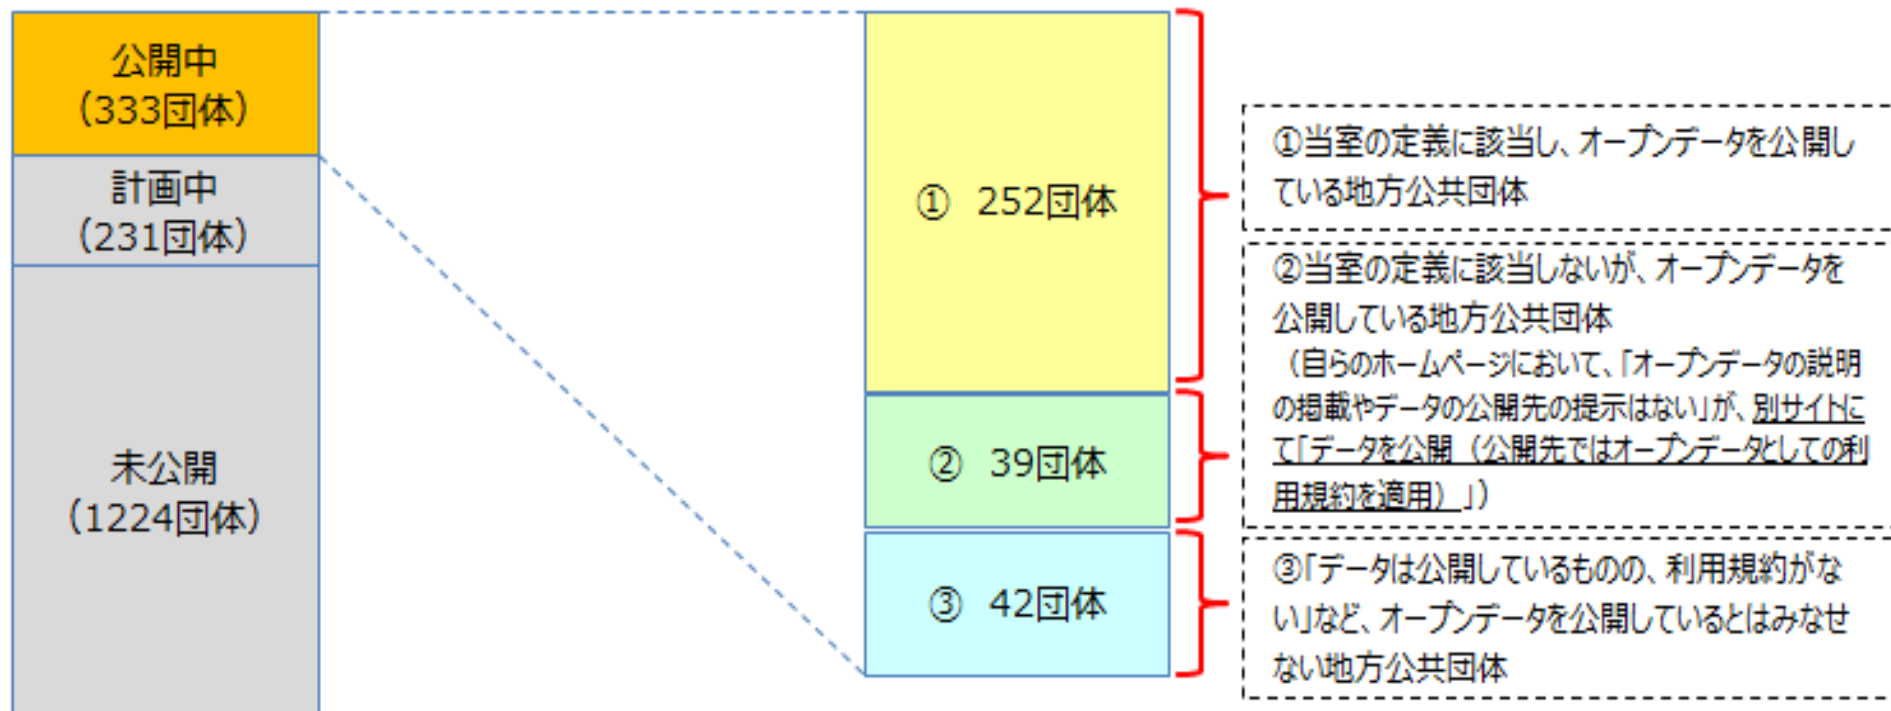 公開中
（333団体）
計画中
（231団体）
未公開
（1224団体）
① 252団体
② 39団体
③ 42団体
①当室の定義に該当し、オープンデータを公開し
ている地方公共団体
②当室の定義に該当しないが、オープンデータを
公開している地方公共団体
（自らのホームページにおいて、「オープンデータの説明
の掲載やデータの公開先の提示はない」が、別サイトに
て「データを公開（公開先ではオープンデータとしての利
用規約を適用）」）
③「データは公開しているものの、利用規約がな
い」など、オープンデータを公開しているとはみなせ
ない地方公共団体